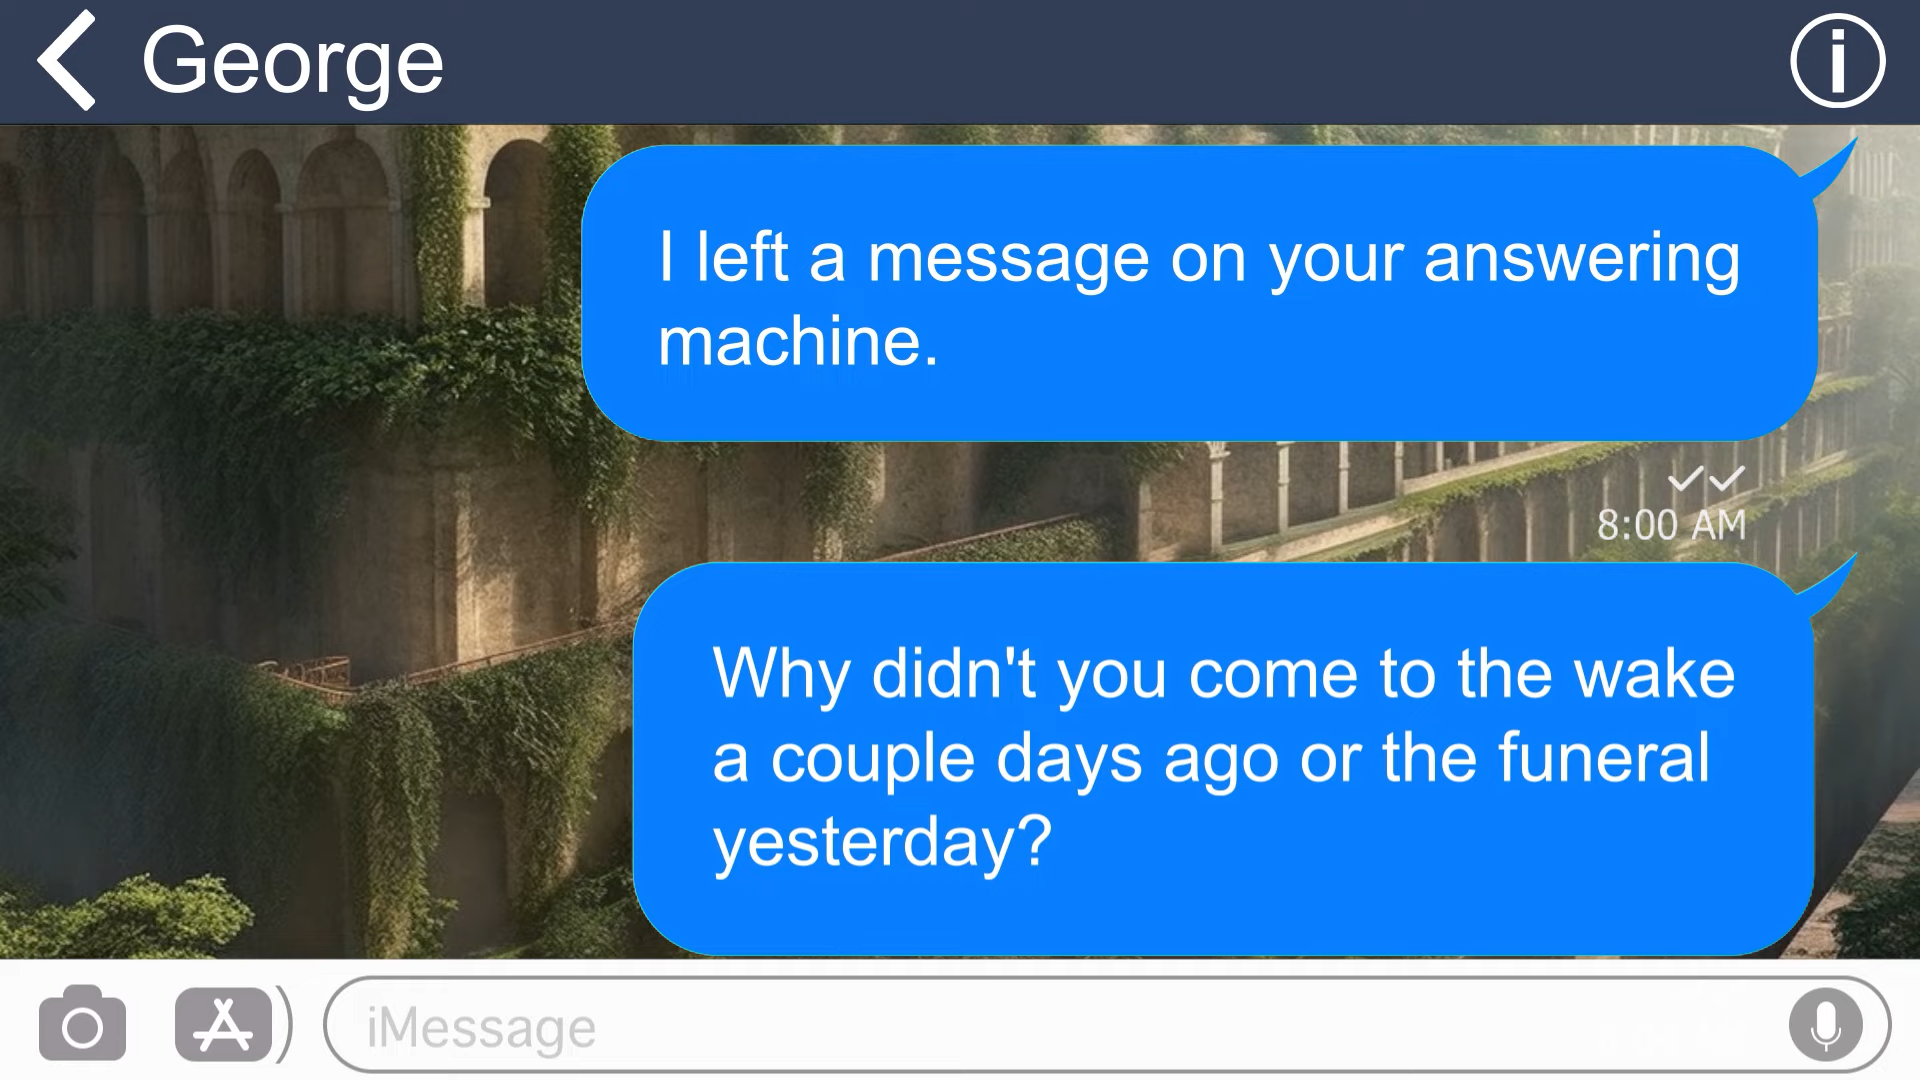 George
I left a message on your answering
machine.
8:00 AM
Why didn't you come to the wake
a couple days ago or the funeral
yesterday?
iMessage